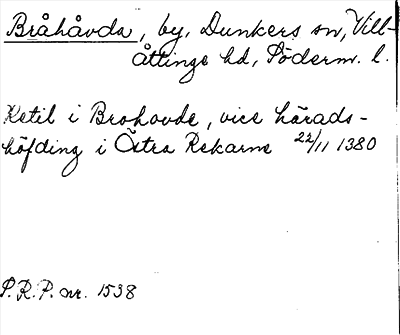 Bråhåvda, by, Dunkers sn, Vill-
åttinge hd, Söderm. l.
Ketil i Brohovde, vice härads-
höfding i Östra Rekarne 22/11 1380
S.R.P. nr. 1538